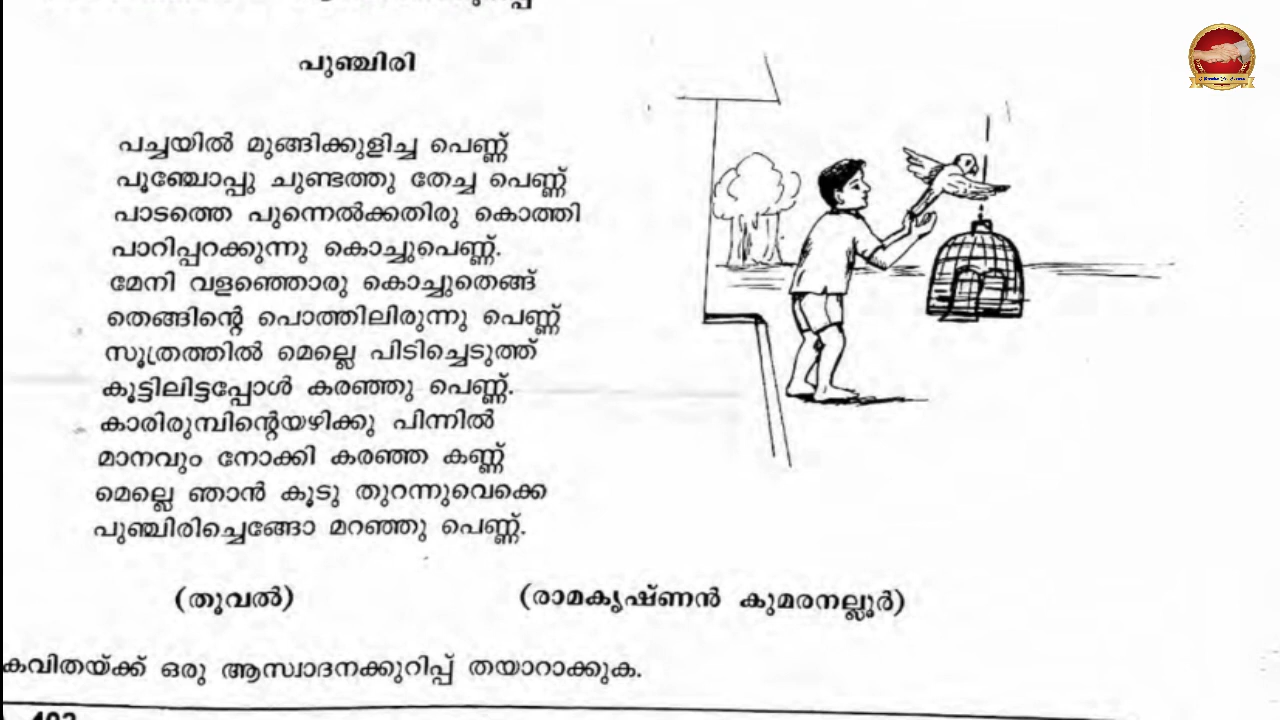 പുഞ്ചിരി
പച്ചയിൽ മുങ്ങിക്കുളിച്ച പെണ്ണ്
പൂഞ്ചോപ്പു ചുണ്ടത്തു തേച്ച പെണ്ണ്
പാടത്തെ പുന്നെൽക്കതിരു കൊത്തി
പാറിപ്പറക്കുന്നു കൊച്ചുപെണ്ണ്.
മേനി വളഞ്ഞൊരു കൊച്ചുതെങ്ങ്
തെങ്ങിന്റെ പൊത്തിലിരുന്നു പെണ്ണ്
സൂത്രത്തിൽ മെല്ലെ പിടിച്ചെടുത്ത്
കൂട്ടിലിട്ടപ്പോൾ കരഞ്ഞു പെണ്ണ്.
കാരിരുമ്പിന്റെയഴിക്കു പിന്നിൽ
മാനവും നോക്കി കരഞ്ഞ കണ്ണ്
മെല്ലെ ഞാൻ കൂടു തുറന്നുവെക്കെ
പുഞ്ചിരിച്ചെങ്ങോ മറഞ്ഞു പെണ്ണ്.
(തൂവൽ) (രാമകൃഷ്ണൻ കുമരനല്ലൂർ)
കവിതയ്ക്ക് ഒരു ആസ്വാദനക്കുറിപ്പ് തയാറാക്കുക.